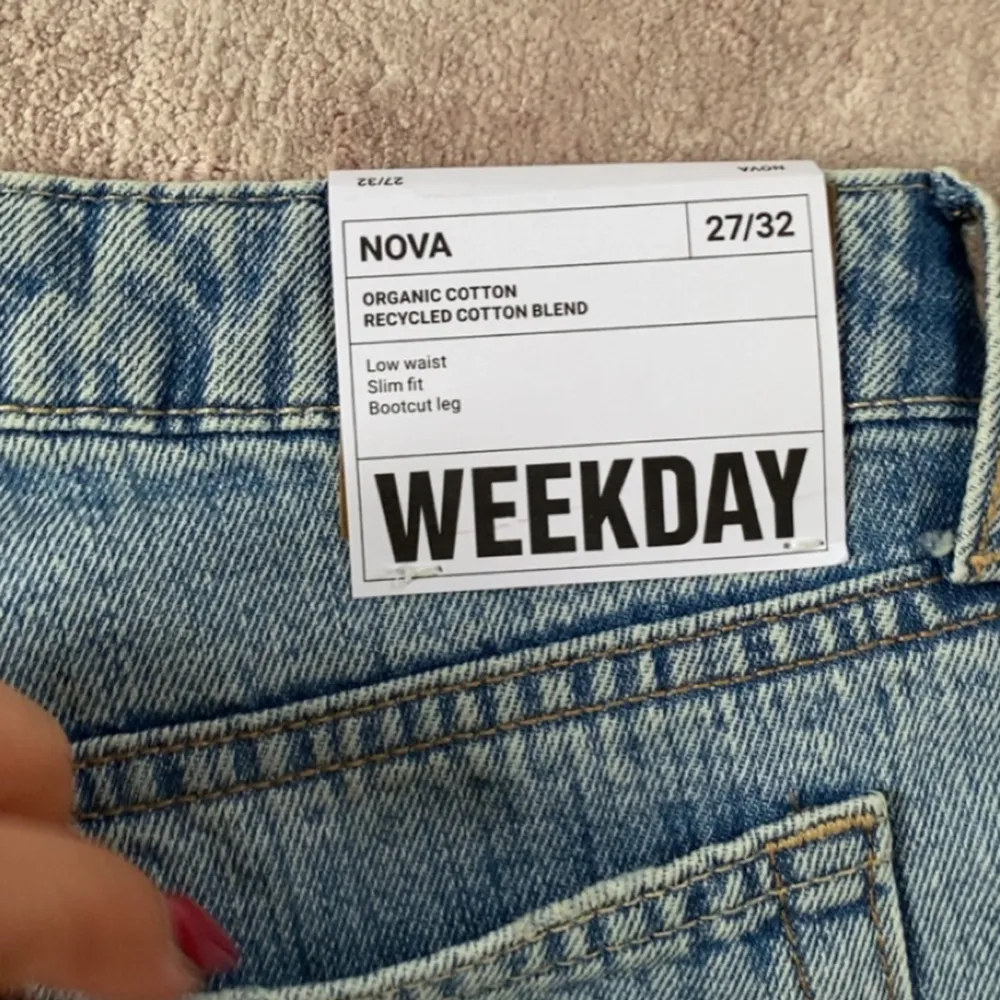 27/32 NOVA
NOVA 27/32
ORGANIC COTTON
RECYCLED COTTON BLEND
Low waist
Slim fit
Bootcut leg
WEEKDAY